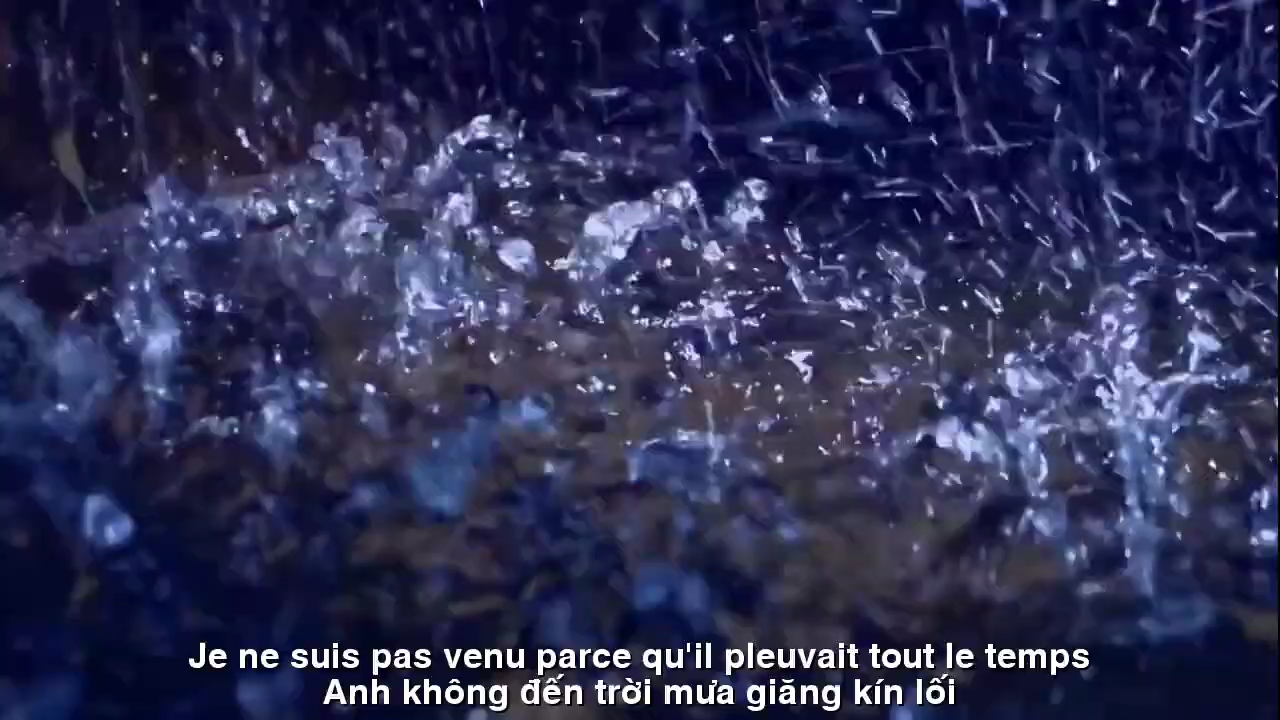 Je ne suis pas venu parce qu'il pleuvait tout le temps
Anh không đến trời mưa giăng kín lối